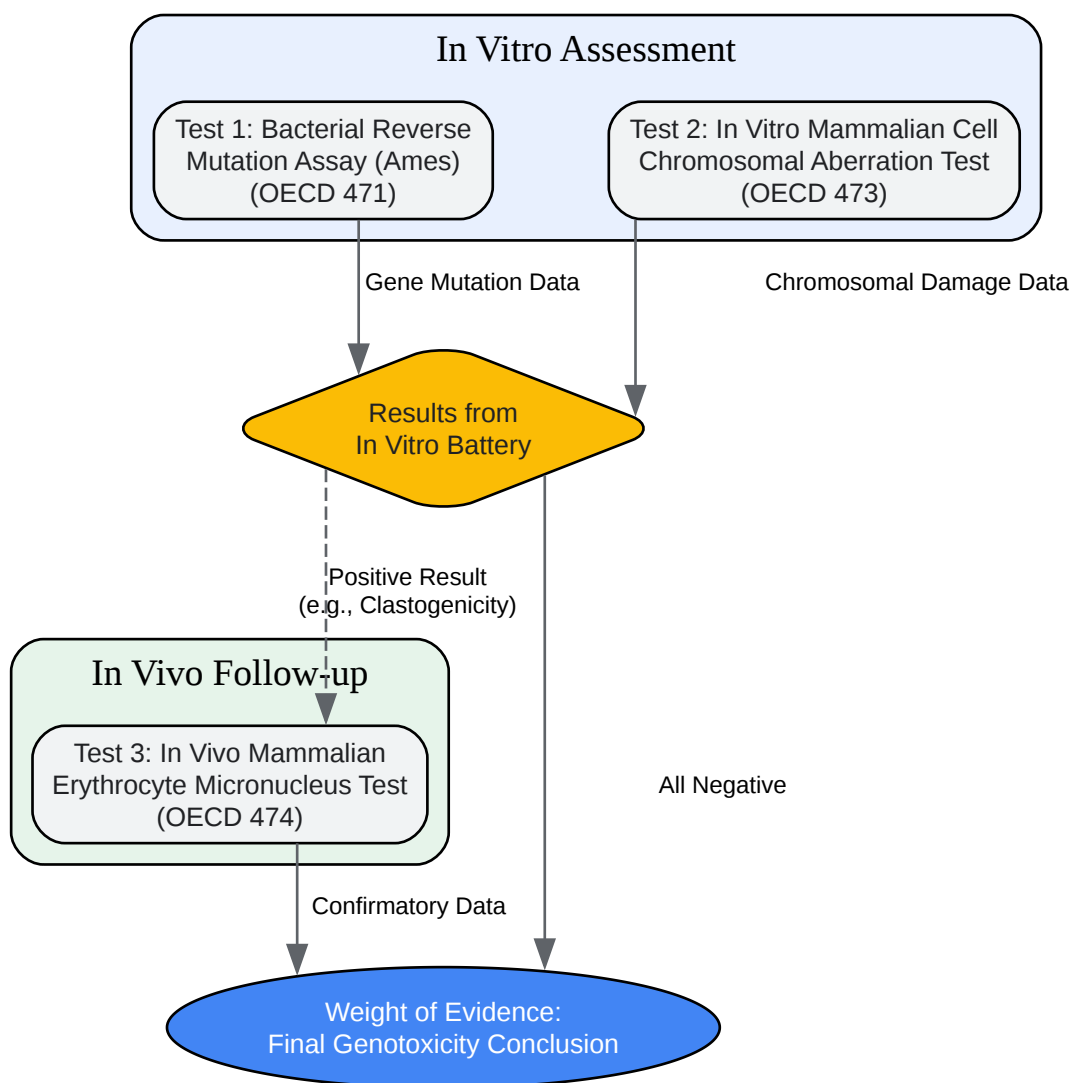 In Vitro Assessment
Test 1: Bacterial Reverse
Mutation Assay (Ames)
(OECD 471)
Test 2: In Vitro Mammalian Cell
Chromosomal Aberration Test
(OECD 473)
Gene Mutation Data
Chromosomal Damage Data
Results from
In Vitro Battery
Positive Result
(e.g., Clastogenicity)
In Vivo Follow-up
Test 3: In Vivo Mammalian
Erythrocyte Micronucleus Test
(OECD 474)
All Negative
Confirmatory Data
Weight of Evidence:
Final Genotoxicity Conclusion